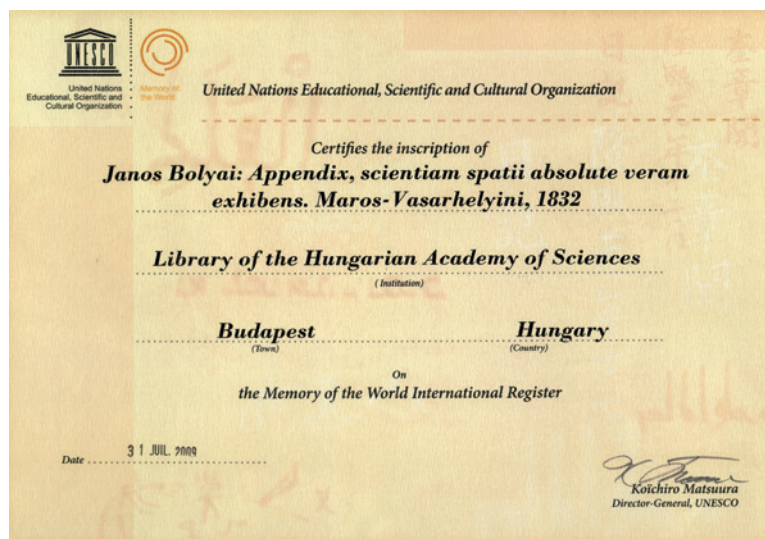 UNESCO
United Nations
Educational, Scientific and
Cultural Organization
Memory of
the World
United Nations Educational, Scientific and Cultural Organization
Certifies the inscription of
Janos Bolyai: Appendix, scientiam spatii absolute veram
exhibens. Maros-Vasarhelyini, 1832
Library of the Hungarian Academy of Sciences
(Institution)
Budapest Hungary
(Town) (Country)
On
the Memory of the World International Register
Date 31 JUIL. 2009
Koïchiro Matsuura
Director-General, UNESCO